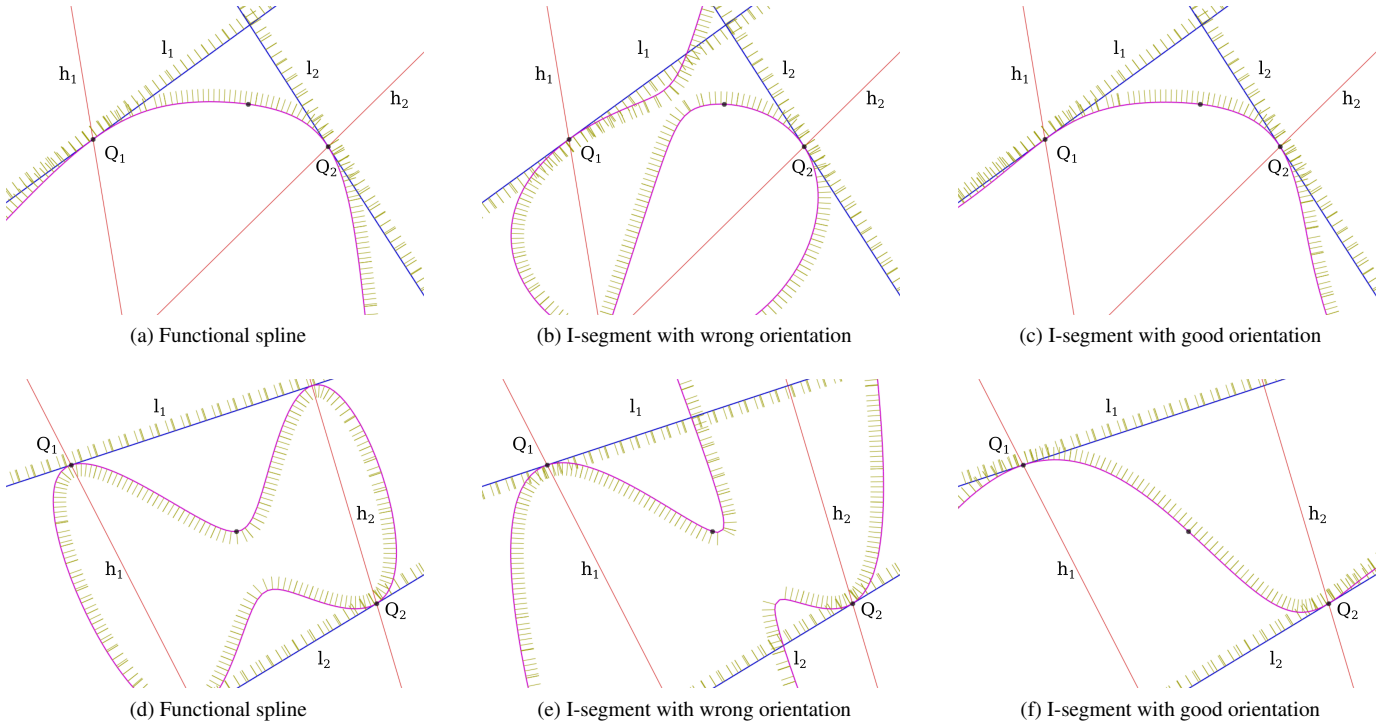 l₁ l₁ l₁
h₁ l₂ h₁ l₂ h₁ l₂
h₂ h₂ h₂
Q₁ Q₁ Q₁
Q₂ Q₂ Q₂
(a) Functional spline (b) I-segment with wrong orientation (c) I-segment with good orientation
l₁ l₁ l₁
Q₁ Q₁ Q₁
h₂ h₂ h₂
h₁ h₁ h₁
Q₂ Q₂ Q₂
l₂ l₂ l₂
(d) Functional spline (e) I-segment with wrong orientation (f) I-segment with good orientation